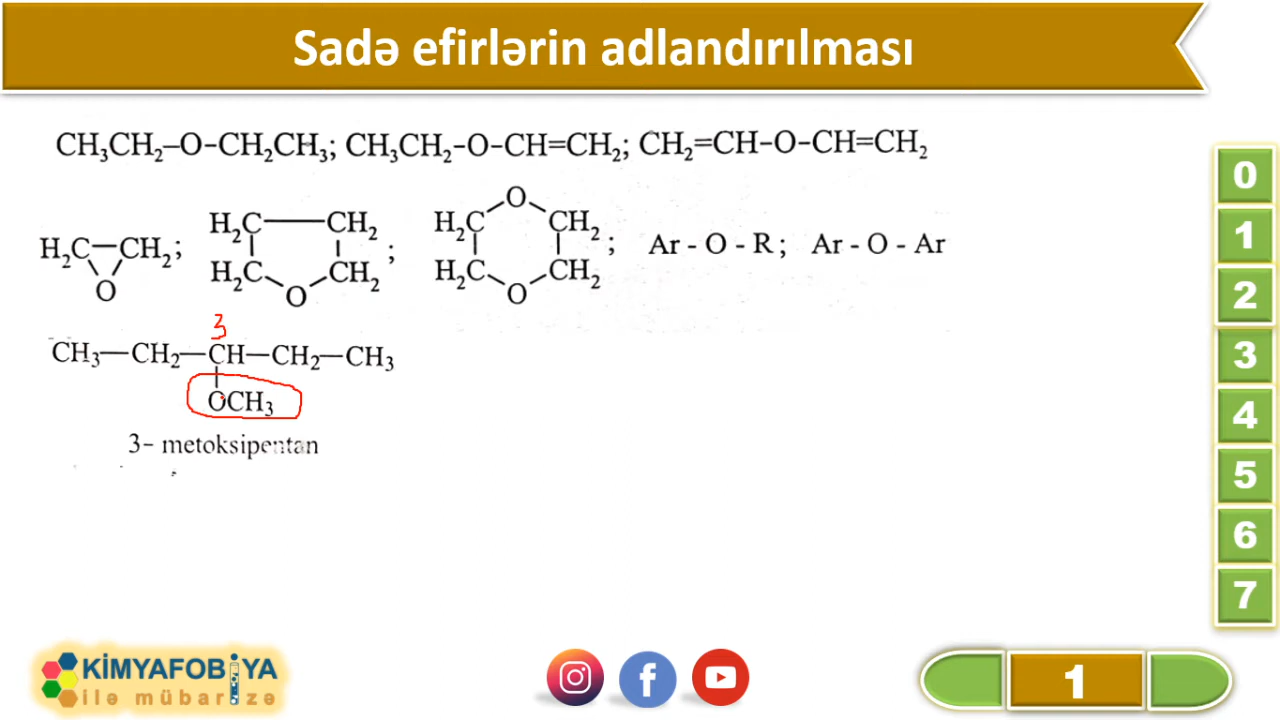 Sadə efirlərin adlandırılması
CH₃CH₂–O–CH₂CH₃; CH₃CH₂-O-CH=CH₂; CH₂=CH-O-CH=CH₂
H₂C—CH₂;
O
H₂C——CH₂
H₂C CH₂ ;
O
O
H₂C CH₂
H₂C CH₂ ;
O
Ar - O - R ; Ar - O - Ar
3
CH₃—CH₂—CH—CH₂—CH₃
OCH₃
3- metoksipentan
0
1
2
3
4
5
6
7
KİMYAFOBİYA
ilə mübarizə
f
1